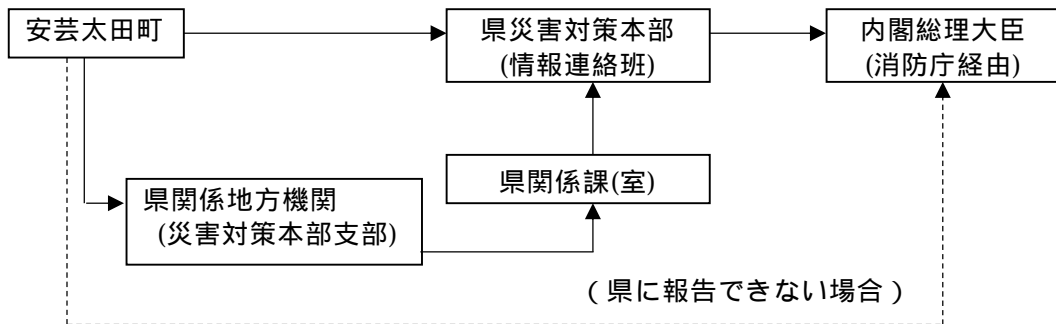 安芸太田町
県災害対策本部
(情報連絡班)
内閣総理大臣
(消防庁経由)
県関係課(室)
県関係地方機関
(災害対策本部支部)
(県に報告できない場合)